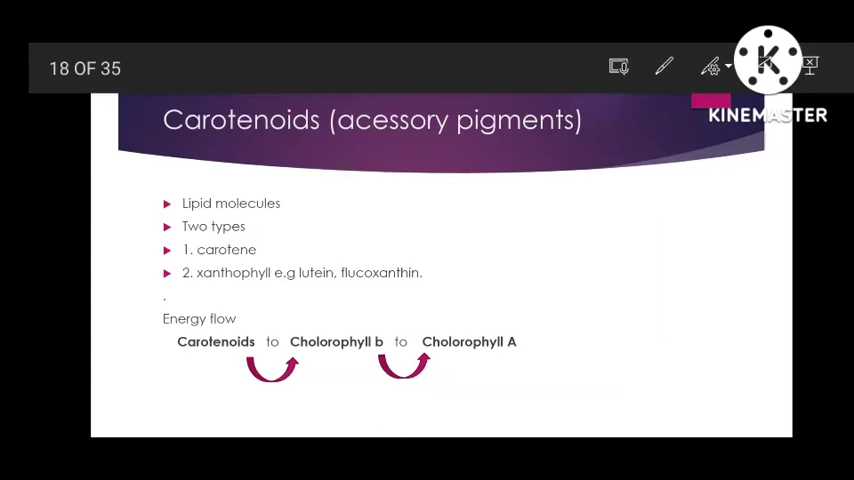 18 OF 35
KINEMASTER
Carotenoids (acessory pigments)
Lipid molecules
Two types
1. carotene
2. xanthophyll e.g lutein, flucoxanthin.
.
Energy flow
Carotenoids to Cholorophyll b to Cholorophyll A